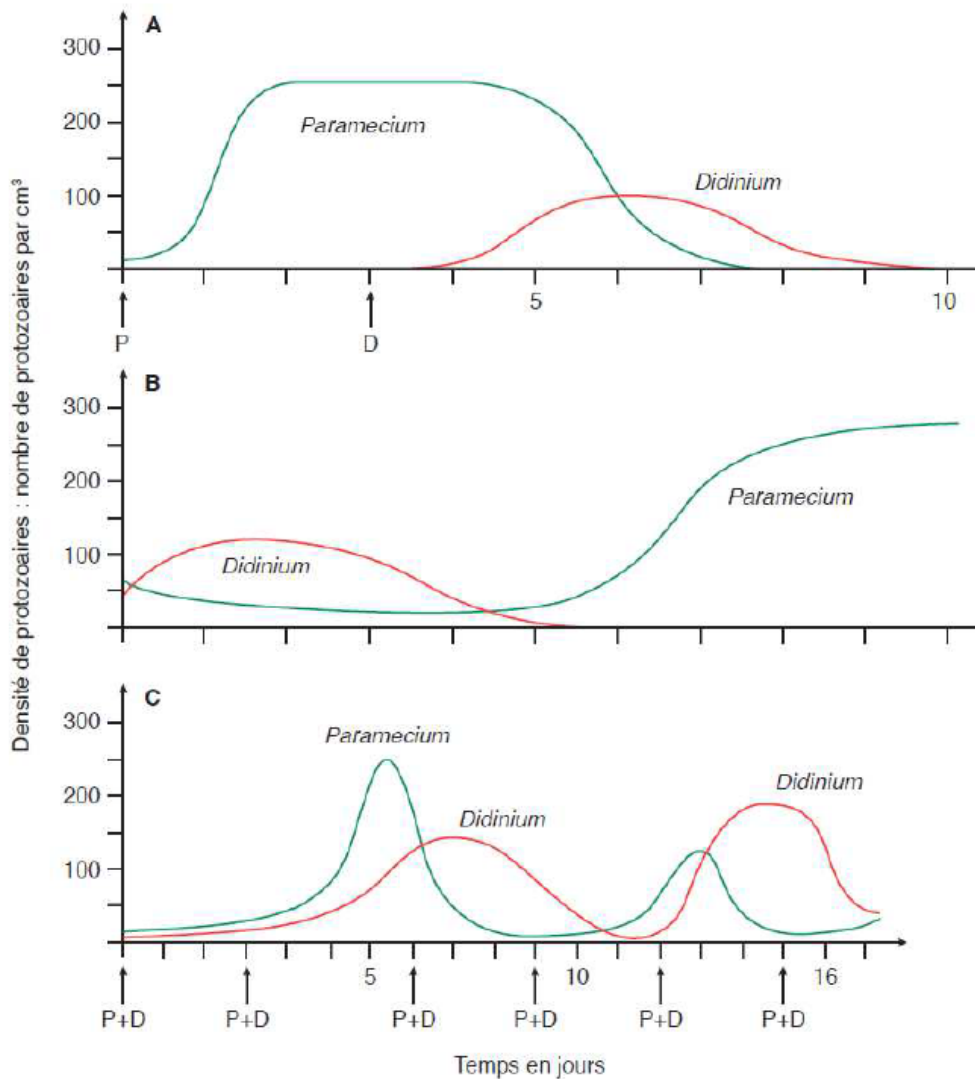 Densité de protozoaires : nombre de protozoaires par cm³
A
300
200
100
Paramecium
Didinium
5
10
P
D
B
300
200
100
Didinium
Paramecium
C
300
200
100
Paramecium
Didinium
Didinium
5
10
16
P+D
P+D
P+D
P+D
P+D
P+D
Temps en jours